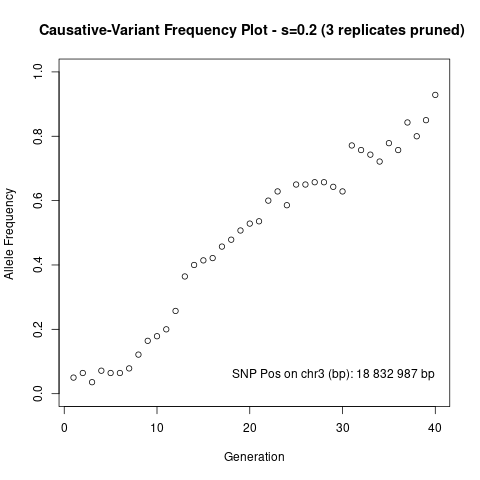 Causative-Variant Frequency Plot - s=0.2 (3 replicates pruned)
Allele Frequency
1.0
0.8
0.6
0.4
0.2
0.0
SNP Pos on chr3 (bp): 18 832 987 bp
0 10 20 30 40
Generation